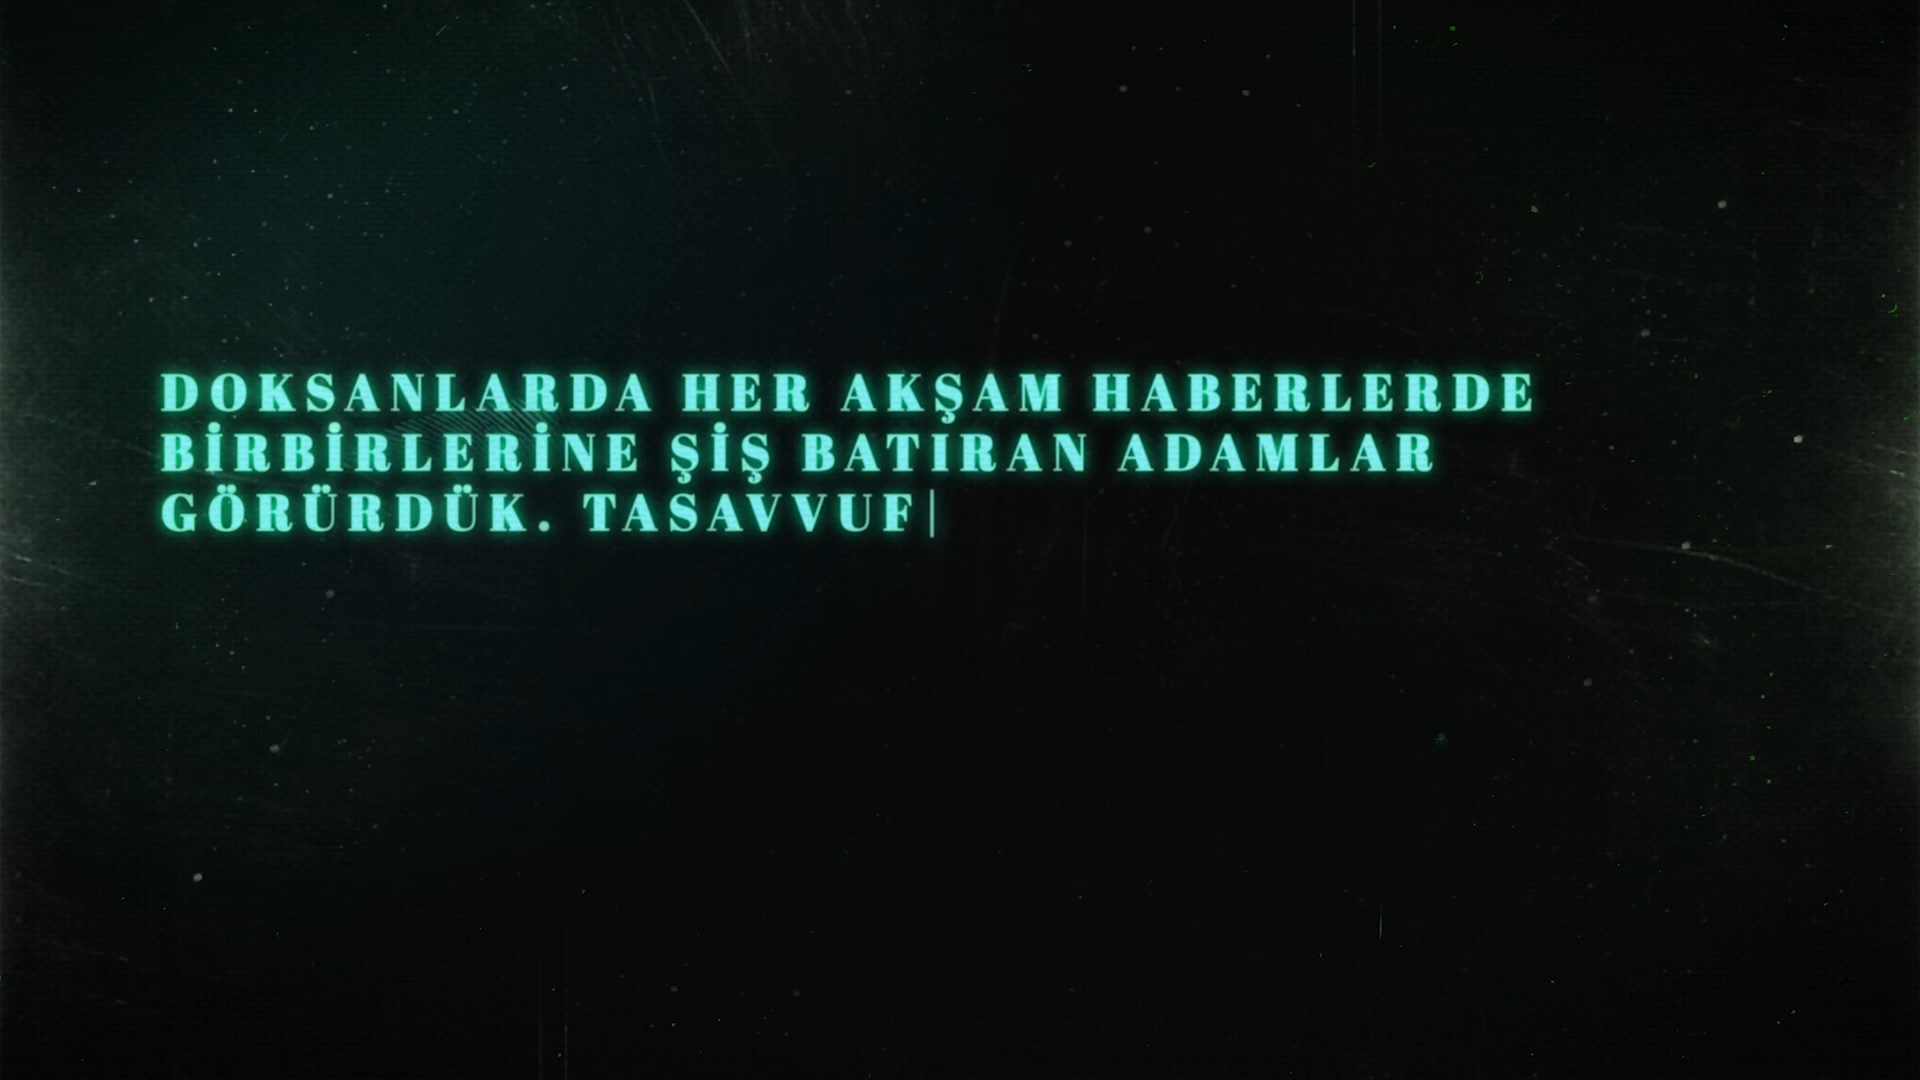 DOKSANLARDA HER AKŞAM HABERLERDE
BİRBİRLERİNE ŞİŞ BATIRAN ADAMLAR
GÖRÜRDÜK. TASAVVUF